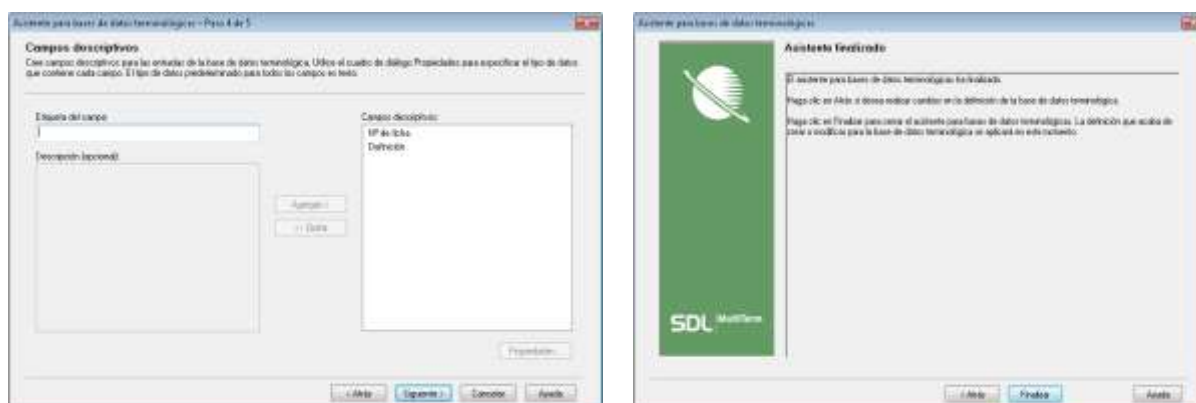 Asistente para bases de datos terminológicas - Paso 4 de 5
Campos descriptivos
Cree campos descriptivos para las entradas de la base de datos terminológica. Utilice el cuadro de diálogo Propiedades para especificar el tipo de datos
que contiene cada campo. El tipo de datos predeterminado para todos los campos es texto.
Etiqueta del campo
Descripción (opcional)
Campos descriptivos:
Nº de ficha
Definición
Agregar >
<< Quitar
Propiedades...
< Atrás
Siguiente >
Cancelar
Ayuda
Asistente para bases de datos terminológicas
Asistente finalizado
El asistente para bases de datos terminológicas ha finalizado.
Haga clic en Atrás si desea realizar cambios en la definición de la base de datos terminológica.
Haga clic en Finalizar para cerrar el asistente para bases de datos terminológicas. La definición que acaba de
crear o modificar para la base de datos terminológica se aplicará en este momento.
SDL MultiTerm
< Atrás
Finalizar
Ayuda